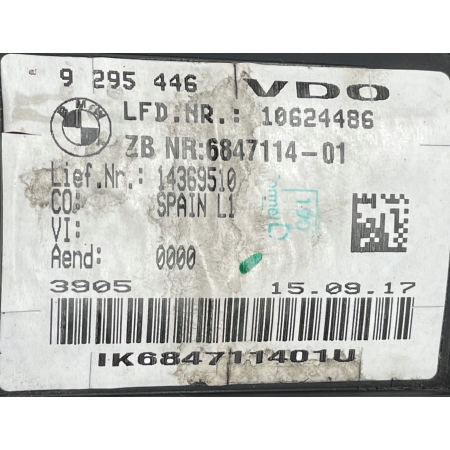 9 295 446 VDO
BMW
LFD.NR.: 10624486
ZB NR:6847114-01
Lief.Nr.: 14369510
CO: SPAIN L1
VI:
Aend: 0000
3905 15.09.17
IK684711401U